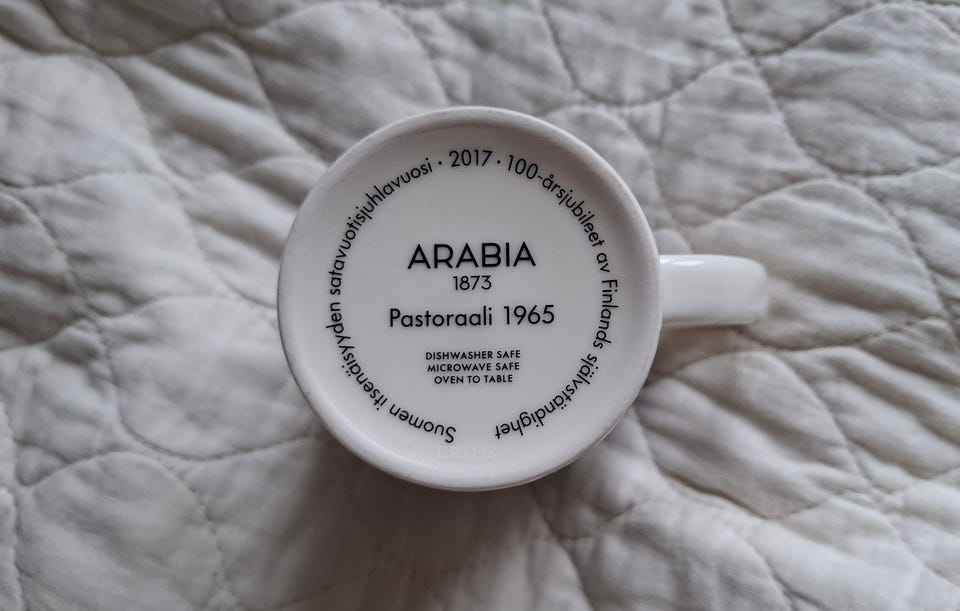 Suomen itsenäisyyden satavuotisjuhlavuosi · 2017 · 100-årsjubileet av Finlands självständighet
ARABIA
1873
Pastoraali 1965
DISHWASHER SAFE
MICROWAVE SAFE
OVEN TO TABLE